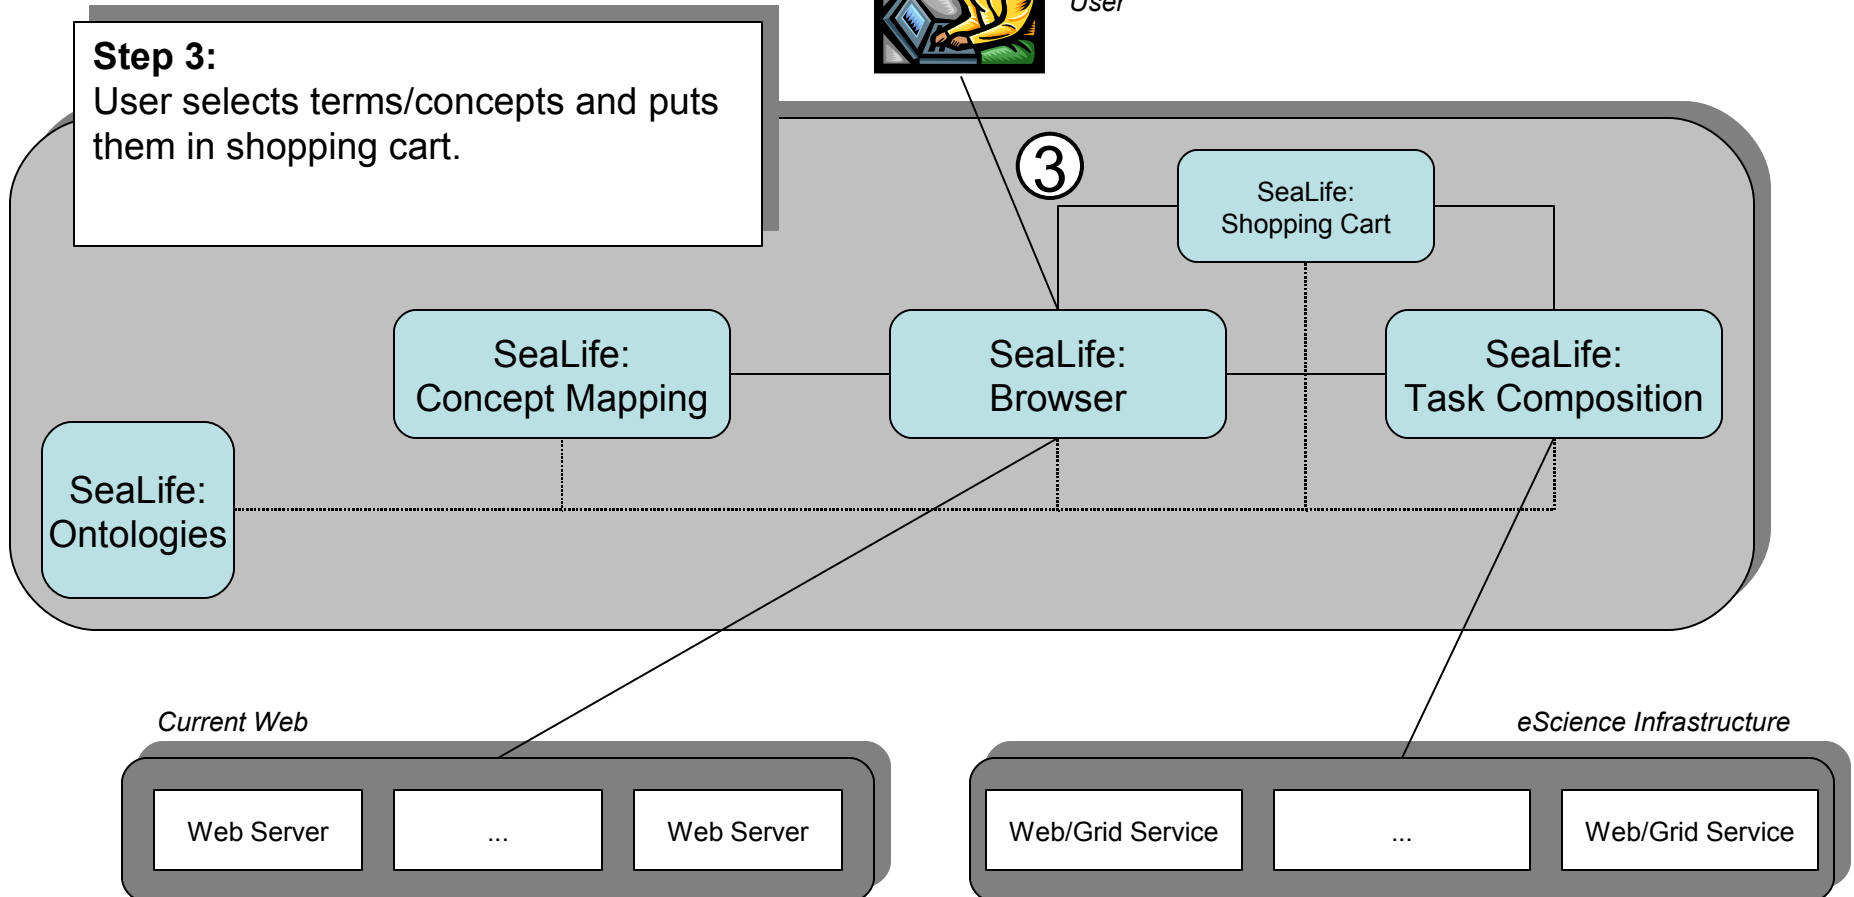 User
Step 3:
User selects terms/concepts and puts
them in shopping cart.
3
SeaLife:
Shopping Cart
SeaLife:
Concept Mapping
SeaLife:
Browser
SeaLife:
Task Composition
SeaLife:
Ontologies
Current Web
eScience Infrastructure
Web Server
...
Web Server
Web/Grid Service
...
Web/Grid Service